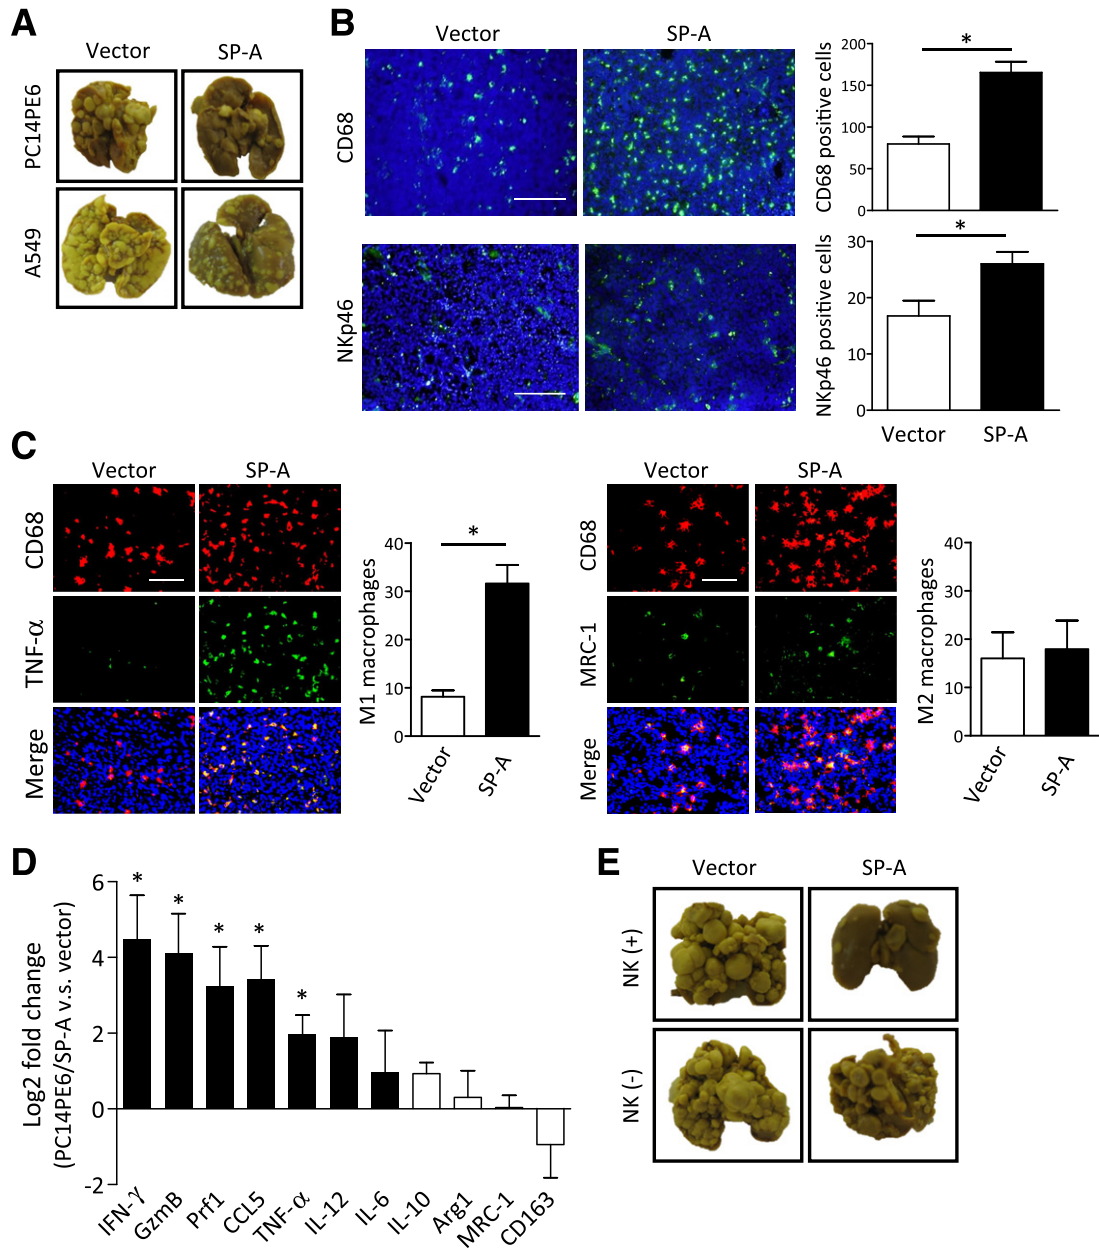 A
Vector SP-A
PC14PE6
A549
B
Vector SP-A
CD68
NKp46
CD68 positive cells
200
150
100
50
0
*
NKp46 positive cells
30
20
10
0
*
Vector SP-A
C
Vector SP-A
CD68
TNF-α
Merge
M1 macrophages
40
30
20
10
0
*
Vector SP-A
Vector SP-A
CD68
MRC-1
Merge
M2 macrophages
40
30
20
10
0
Vector SP-A
D
Log2 fold change
(PC14PE6/SP-A v.s. vector)
6
4
2
0
-2
* * * * *
IFN-γ GzmB Prf1 CCL5 TNF-α IL-12 IL-6 IL-10 Arg1 MRC-1 CD163
E
Vector SP-A
NK (+)
NK (-)